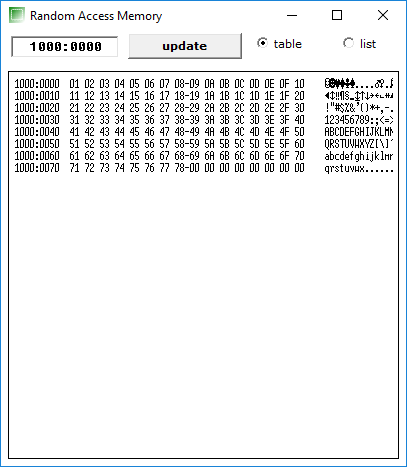 Random Access Memory
1000:0000 update table list
1000:0000 01 02 03 04 05 06 07 08-09 0A 0B 0C 0D 0E 0F 10
1000:0010 11 12 13 14 15 16 17 18-19 1A 1B 1C 1D 1E 1F 20
1000:0020 21 22 23 24 25 26 27 28-29 2A 2B 2C 2D 2E 2F 30 !"#$%&'()*+,-.
1000:0030 31 32 33 34 35 36 37 38-39 3A 3B 3C 3D 3E 3F 40 123456789:;<=>
1000:0040 41 42 43 44 45 46 47 48-49 4A 4B 4C 4D 4E 4F 50 ABCDEFGHIJKLMN
1000:0050 51 52 53 54 55 56 57 58-59 5A 5B 5C 5D 5E 5F 60 QRSTUVWXYZ[\]^
1000:0060 61 62 63 64 65 66 67 68-69 6A 6B 6C 6D 6E 6F 70 abcdefghijklmn
1000:0070 71 72 73 74 75 76 77 78-00 00 00 00 00 00 00 00 qrstuvwx......